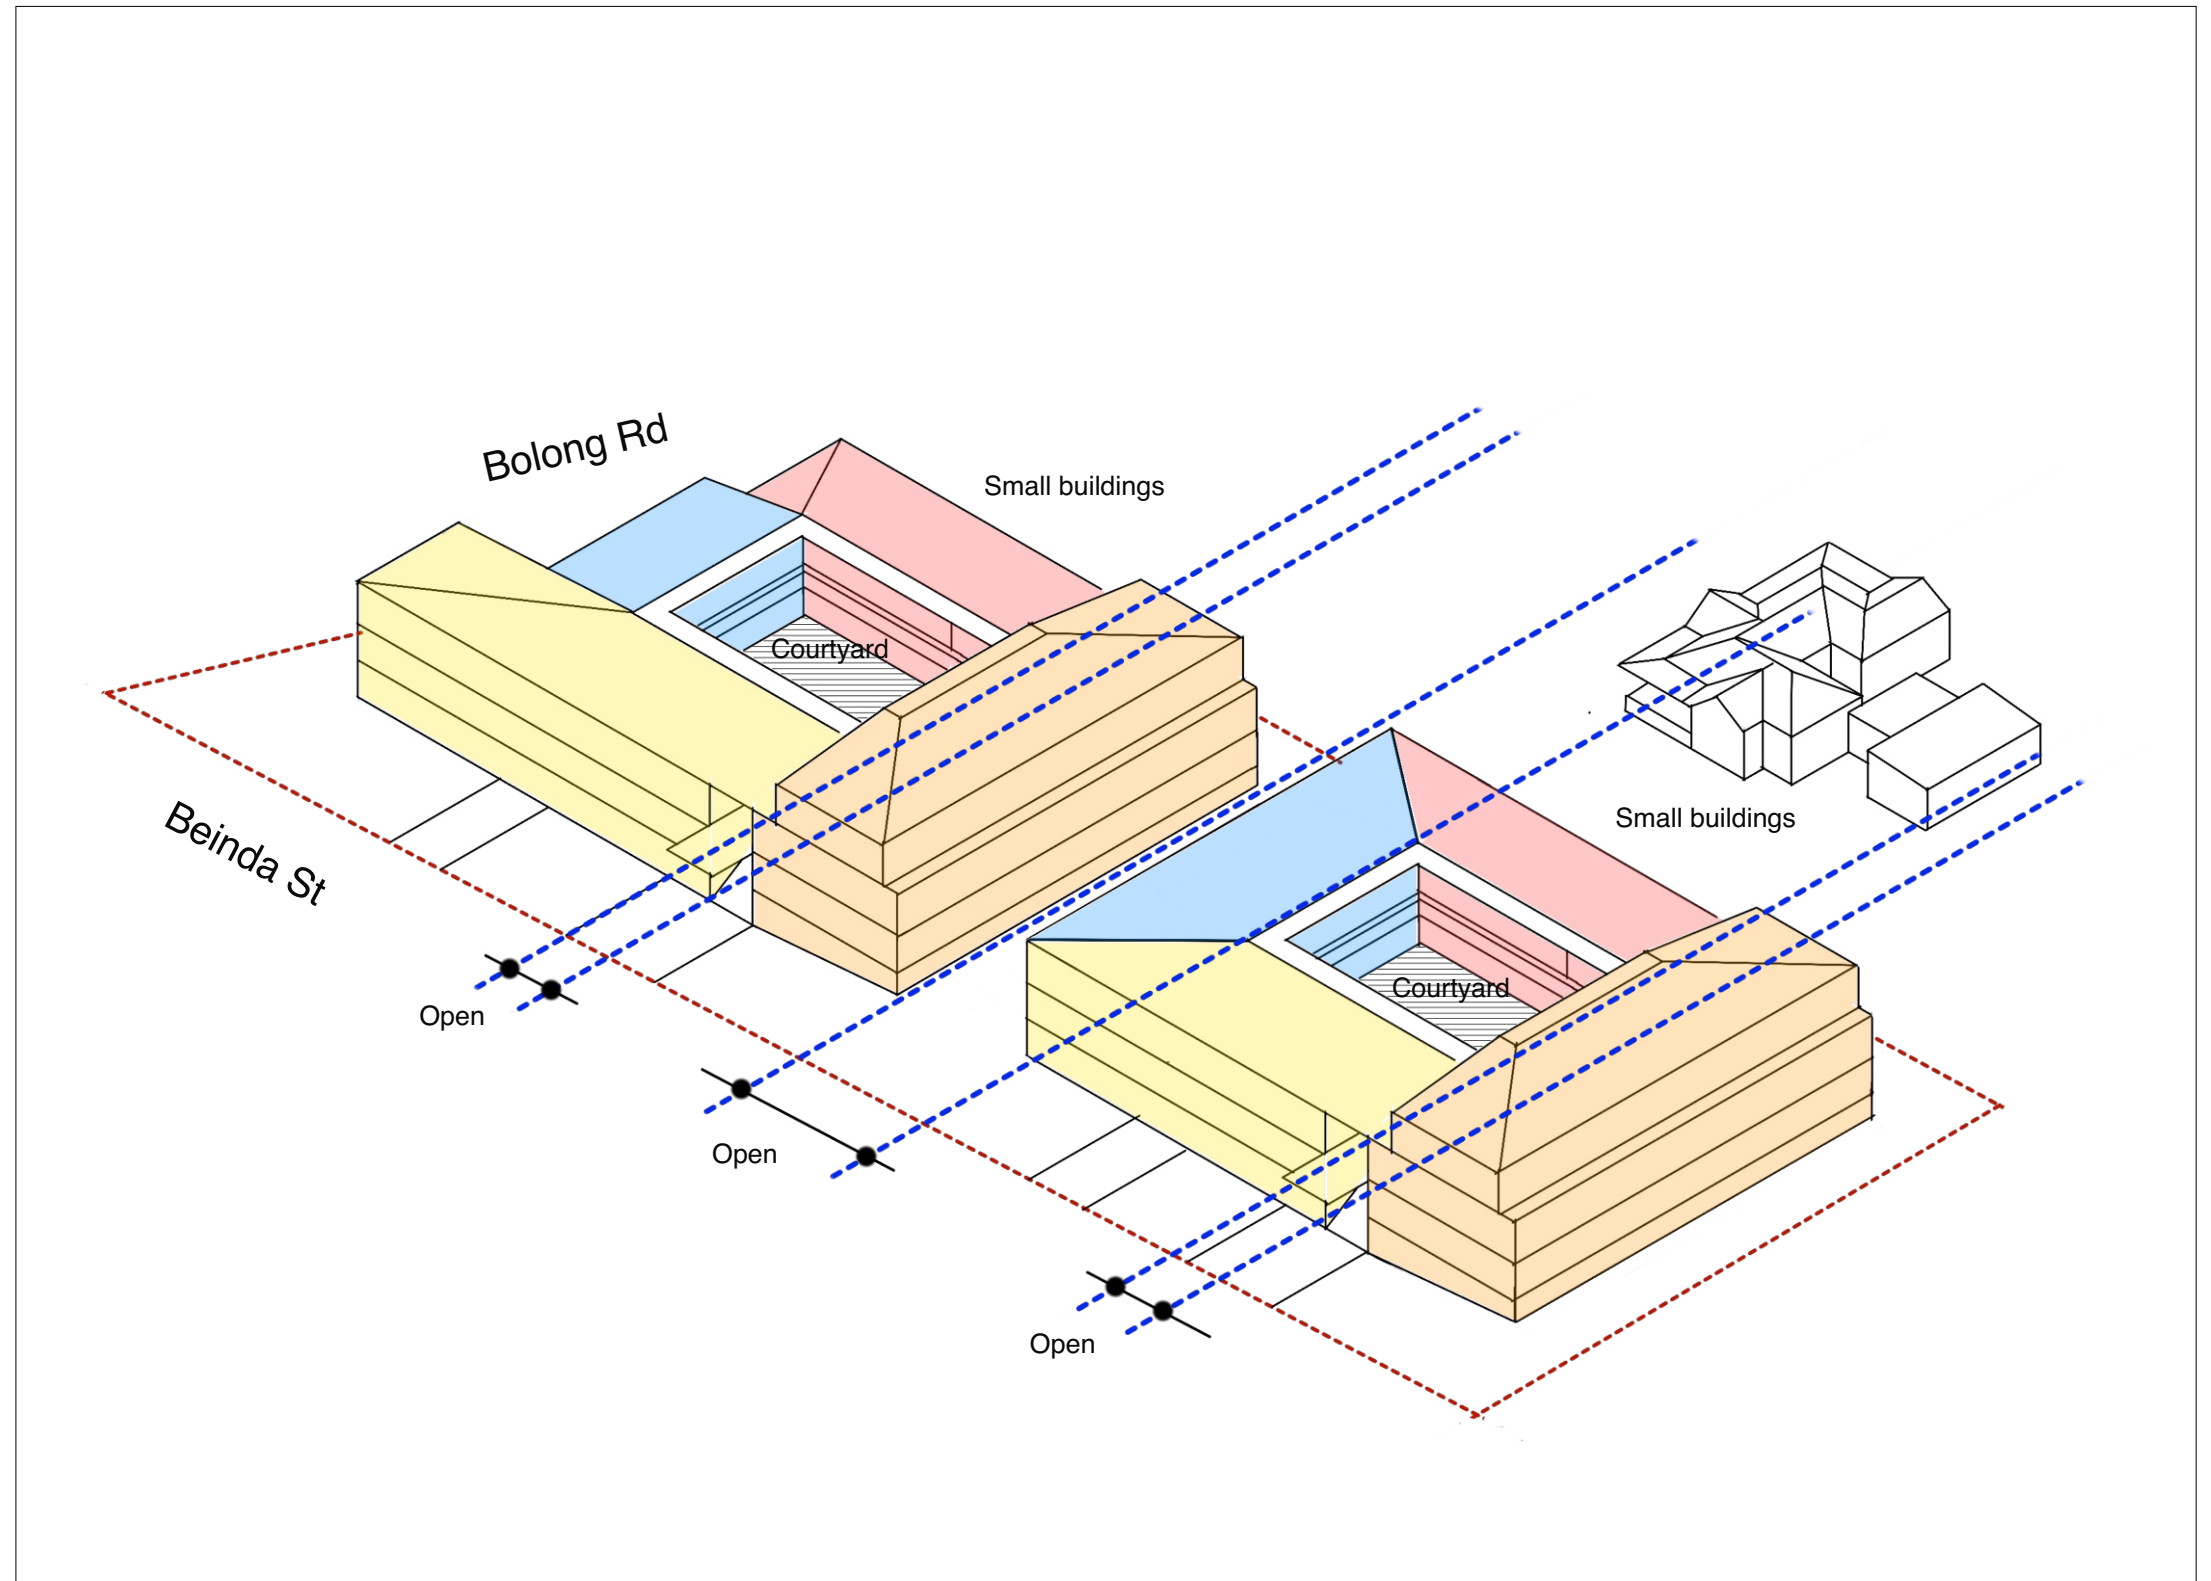 Bolong Rd
Small buildings
Courtyard
Small buildings
Beinda St
Courtyard
Open
Open
Open